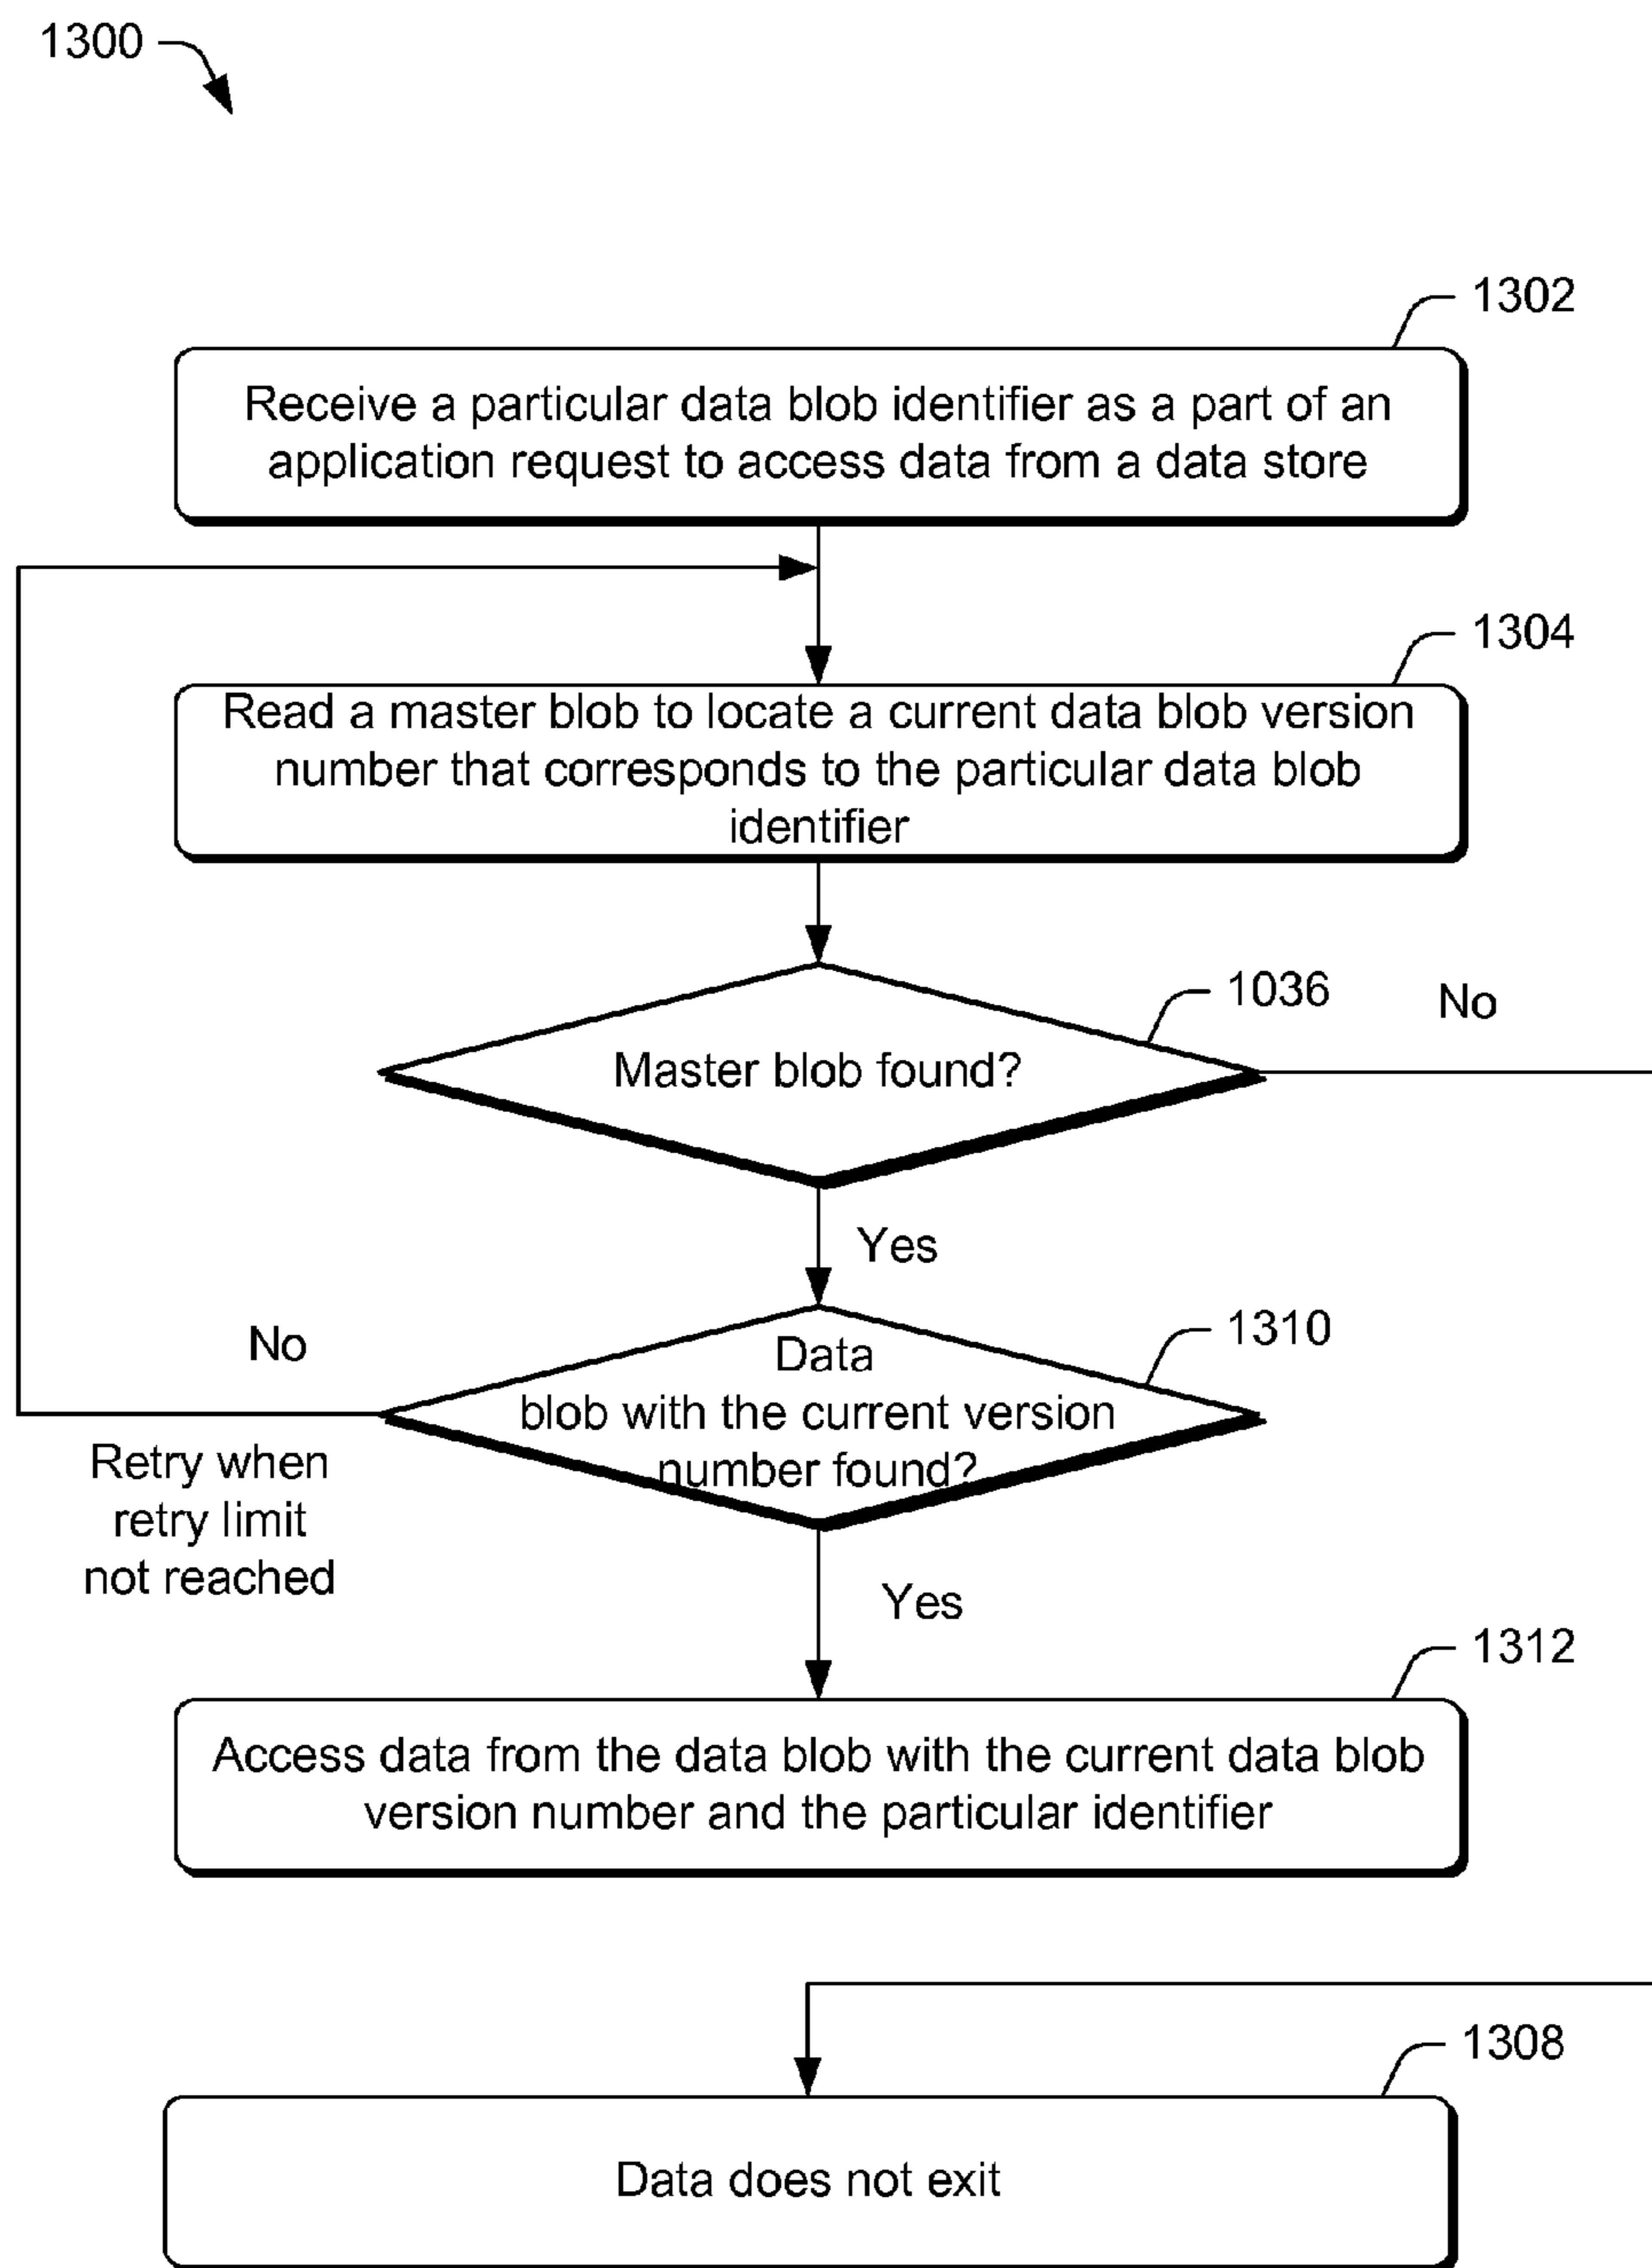 1300
1302
Receive a particular data blob identifier as a part of an
application request to access data from a data store
1304
Read a master blob to locate a current data blob version
number that corresponds to the particular data blob
identifier
1036
No
Master blob found?
Yes
1310
No
Data
blob with the current version
number found?
Retry when
retry limit
not reached
Yes
1312
Access data from the data blob with the current data blob
version number and the particular identifier
1308
Data does not exit